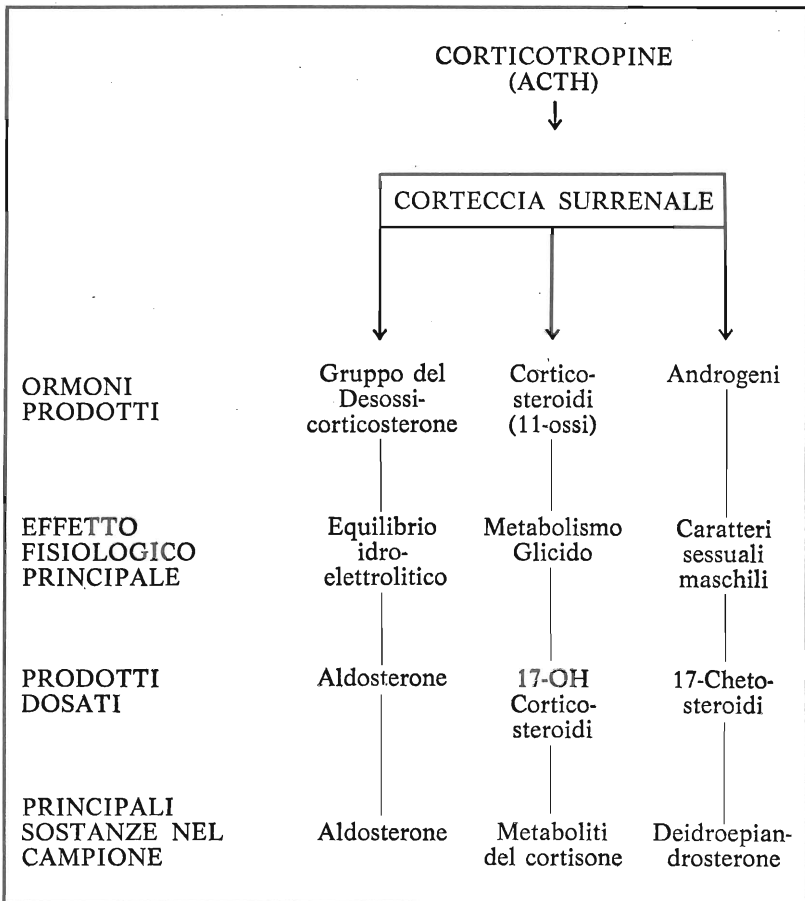 CORTICOTROPINE
(ACTH)
CORTECCIA SURRENALE
ORMONI
PRODOTTI
Gruppo del
Desossi-
corticosterone
Cortico-
steroidi
(11-ossi)
Androgeni
EFFETTO
FISIOLOGICO
PRINCIPALE
Equilibrio
idro-
elettrolitico
Metabolismo
Glicido
Caratteri
sessuali
maschili
PRODOTTI
DOSATI
Aldosterone
17-OH
Cortico-
steroidi
17-Cheto-
steroidi
PRINCIPALI
SOSTANZE NEL
CAMPIONE
Aldosterone
Metaboliti
del cortisone
Deidroepian-
drosterone